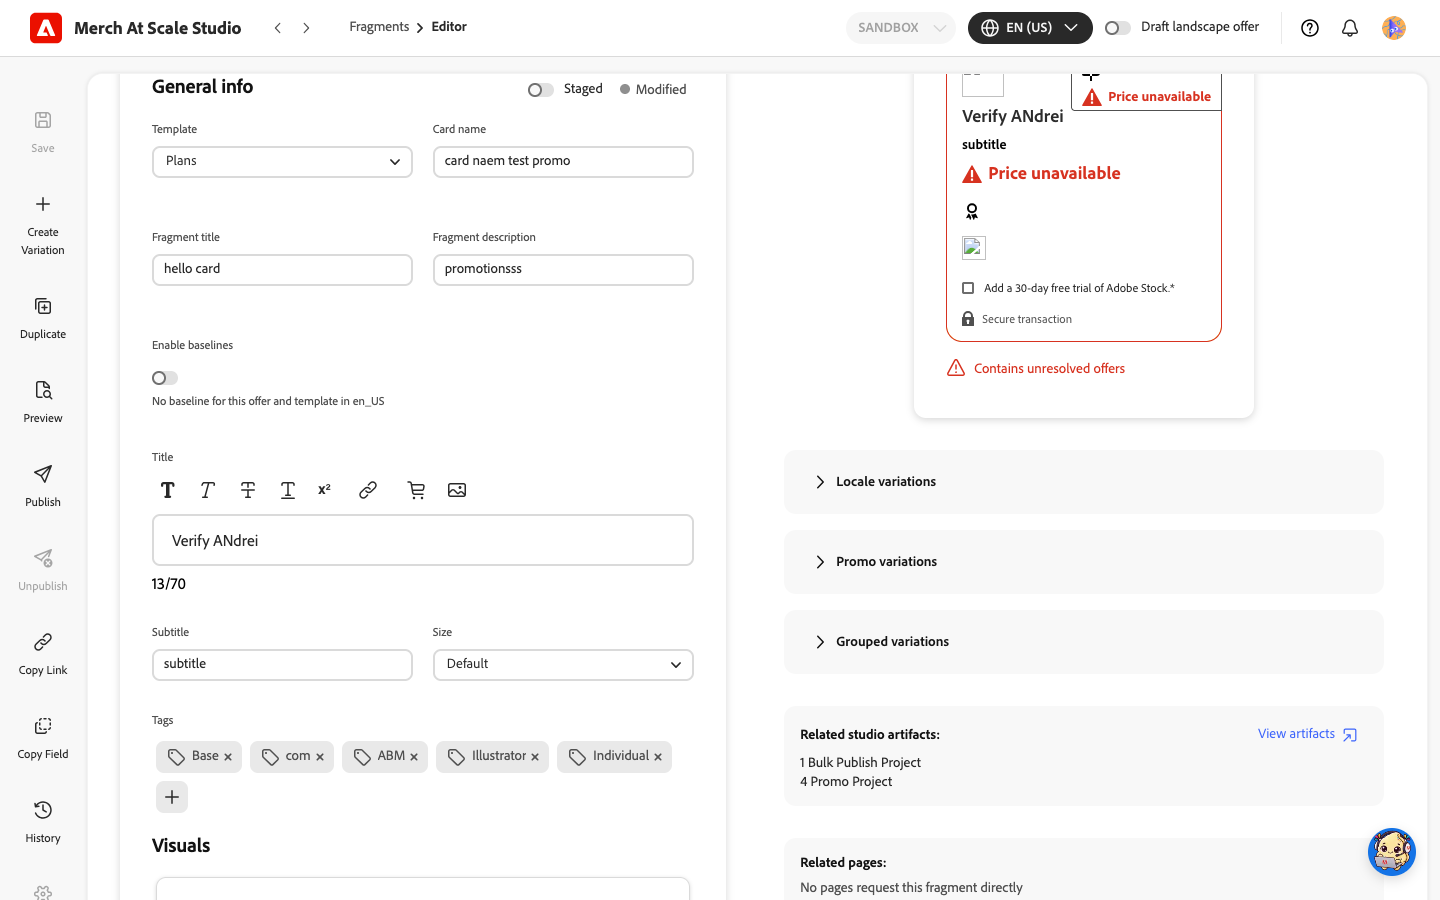 Merch At Scale Studio
Fragments
Editor
SANDBOX
EN (US)
Draft landscape offer
Save
Create
Variation
Duplicate
Preview
Publish
Unpublish
Copy Link
Copy Field
History
General info
Staged
Modified
Template
Card name
Plans
card naem test promo
Fragment title
Fragment description
hello card
promotionsss
Enable baselines
No baseline for this offer and template in en_US
Title
T T T T x²
Verify ANdrei
13/70
Subtitle
Size
subtitle
Default
Tags
Base
com
ABM
Illustrator
Individual
Visuals
Price unavailable
Verify ANdrei
subtitle
Price unavailable
Add a 30-day free trial of Adobe Stock.*
Secure transaction
Contains unresolved offers
Locale variations
Promo variations
Grouped variations
Related studio artifacts:
View artifacts
1 Bulk Publish Project
4 Promo Project
Related pages:
No pages request this fragment directly